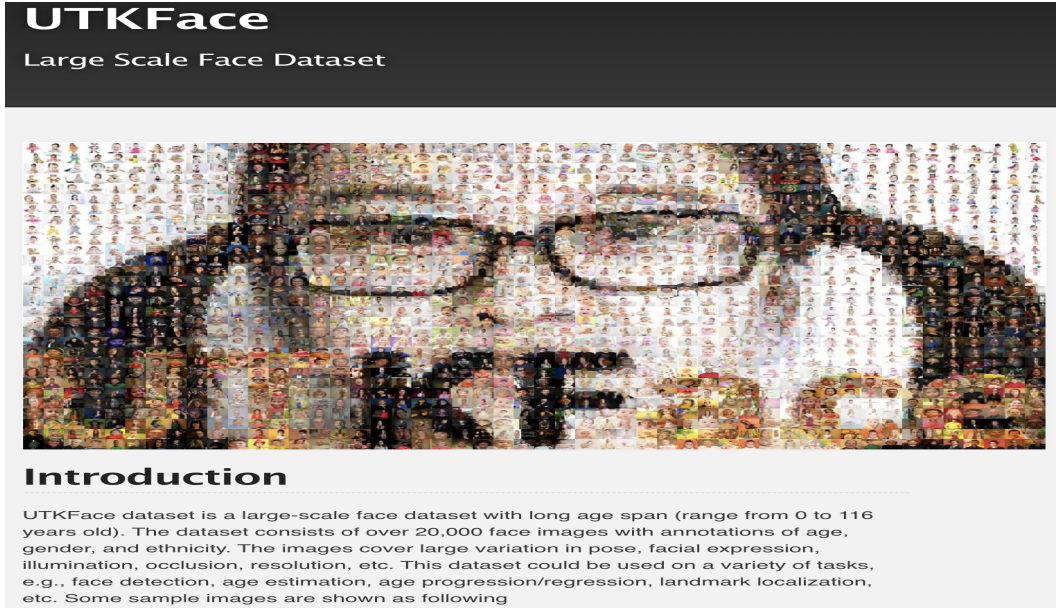 UTKFace
Large Scale Face Dataset
Introduction
UTKFace dataset is a large-scale face dataset with long age span (range from 0 to 116
years old). The dataset consists of over 20,000 face images with annotations of age,
gender, and ethnicity. The images cover large variation in pose, facial expression,
illumination, occlusion, resolution, etc. This dataset could be used on a variety of tasks,
e.g., face detection, age estimation, age progression/regression, landmark localization,
etc. Some sample images are shown as following